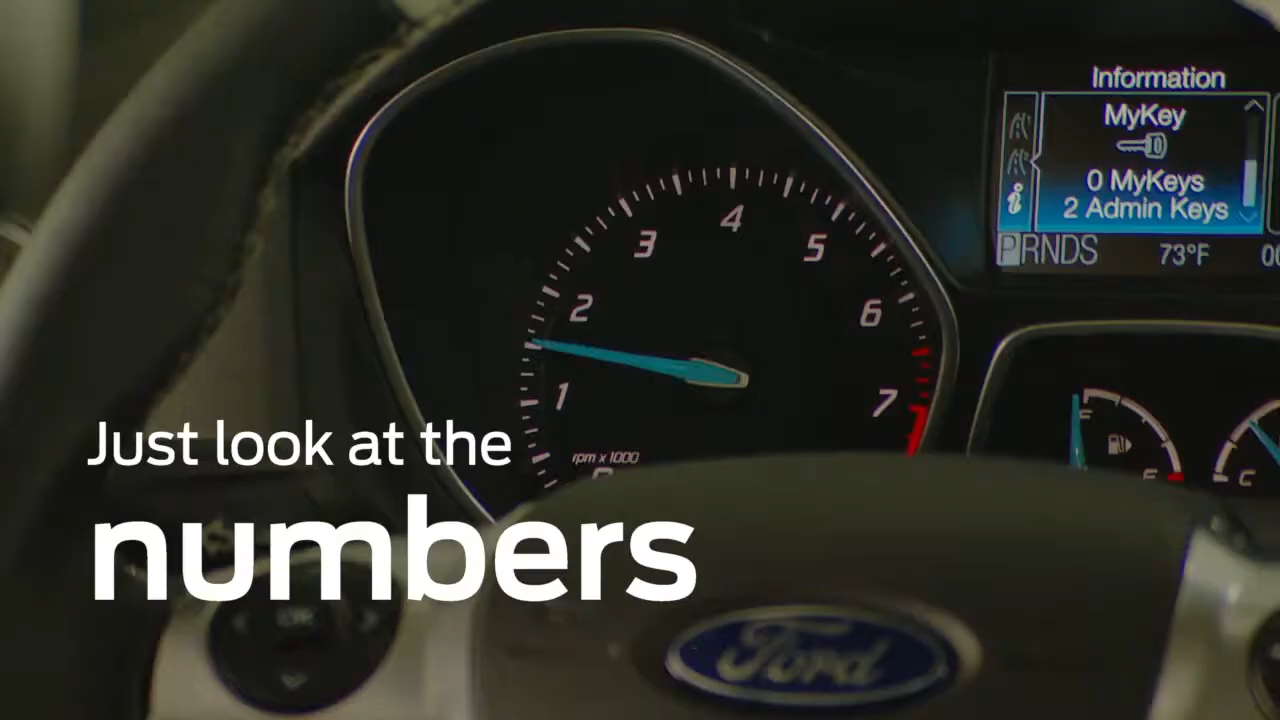 Information
MyKey
0 MyKeys
2 Admin Keys
PRNDS 73°F
1
2
3
4
5
6
7
rpm x 1000
C
Just look at the
numbers
OK
Ford